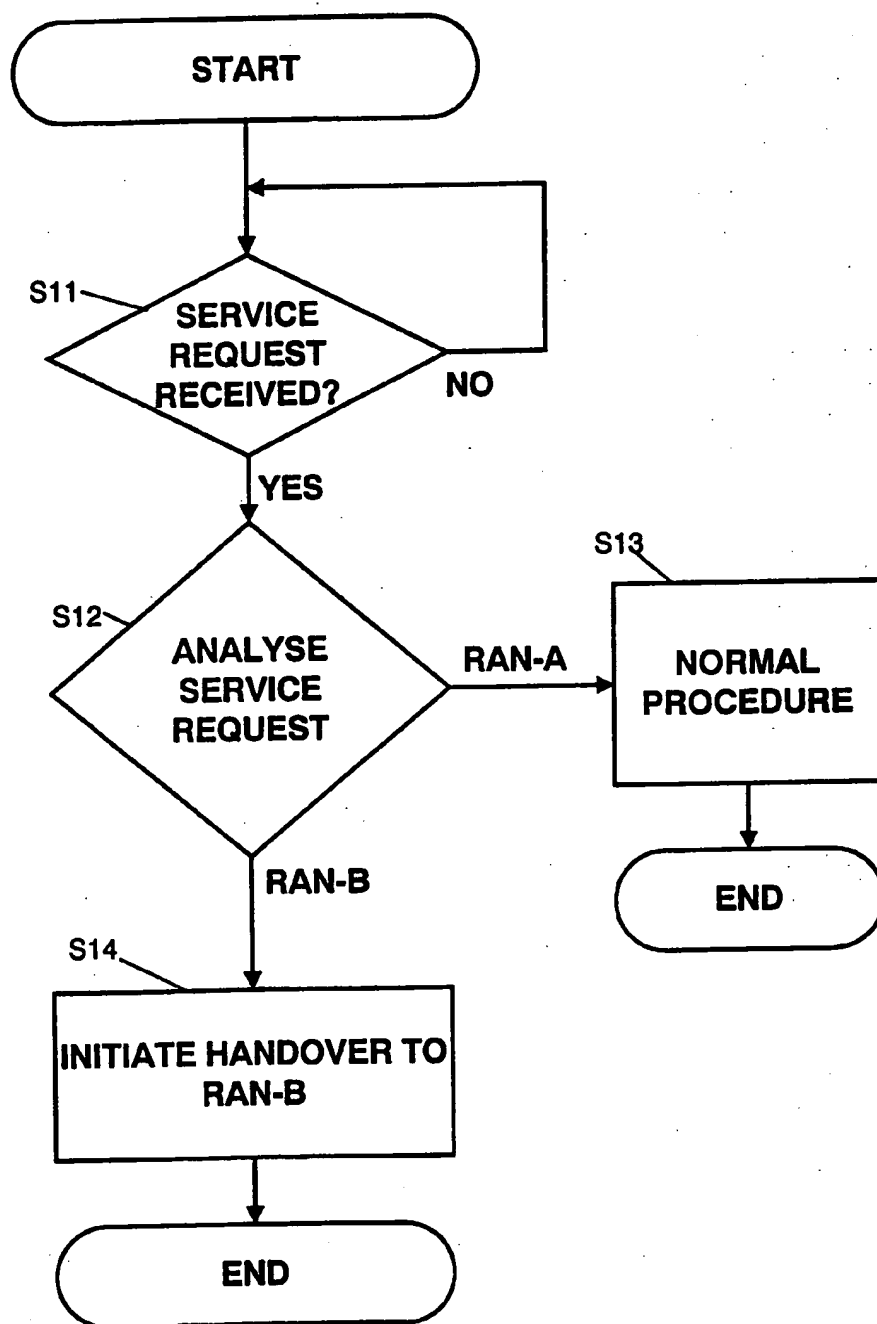 START
S11
SERVICE
REQUEST
RECEIVED?
NO
YES
S12
ANALYSE
SERVICE
REQUEST
RAN-A
S13
NORMAL
PROCEDURE
END
RAN-B
S14
INITIATE HANDOVER TO
RAN-B
END